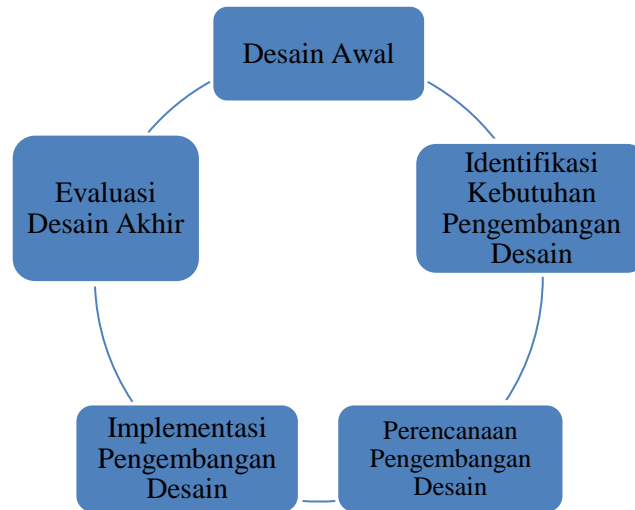 Desain Awal
Identifikasi
Kebutuhan
Pengembangan
Desain
Perencanaan
Pengembangan
Desain
Implementasi
Pengembangan
Desain
Evaluasi
Desain Akhir